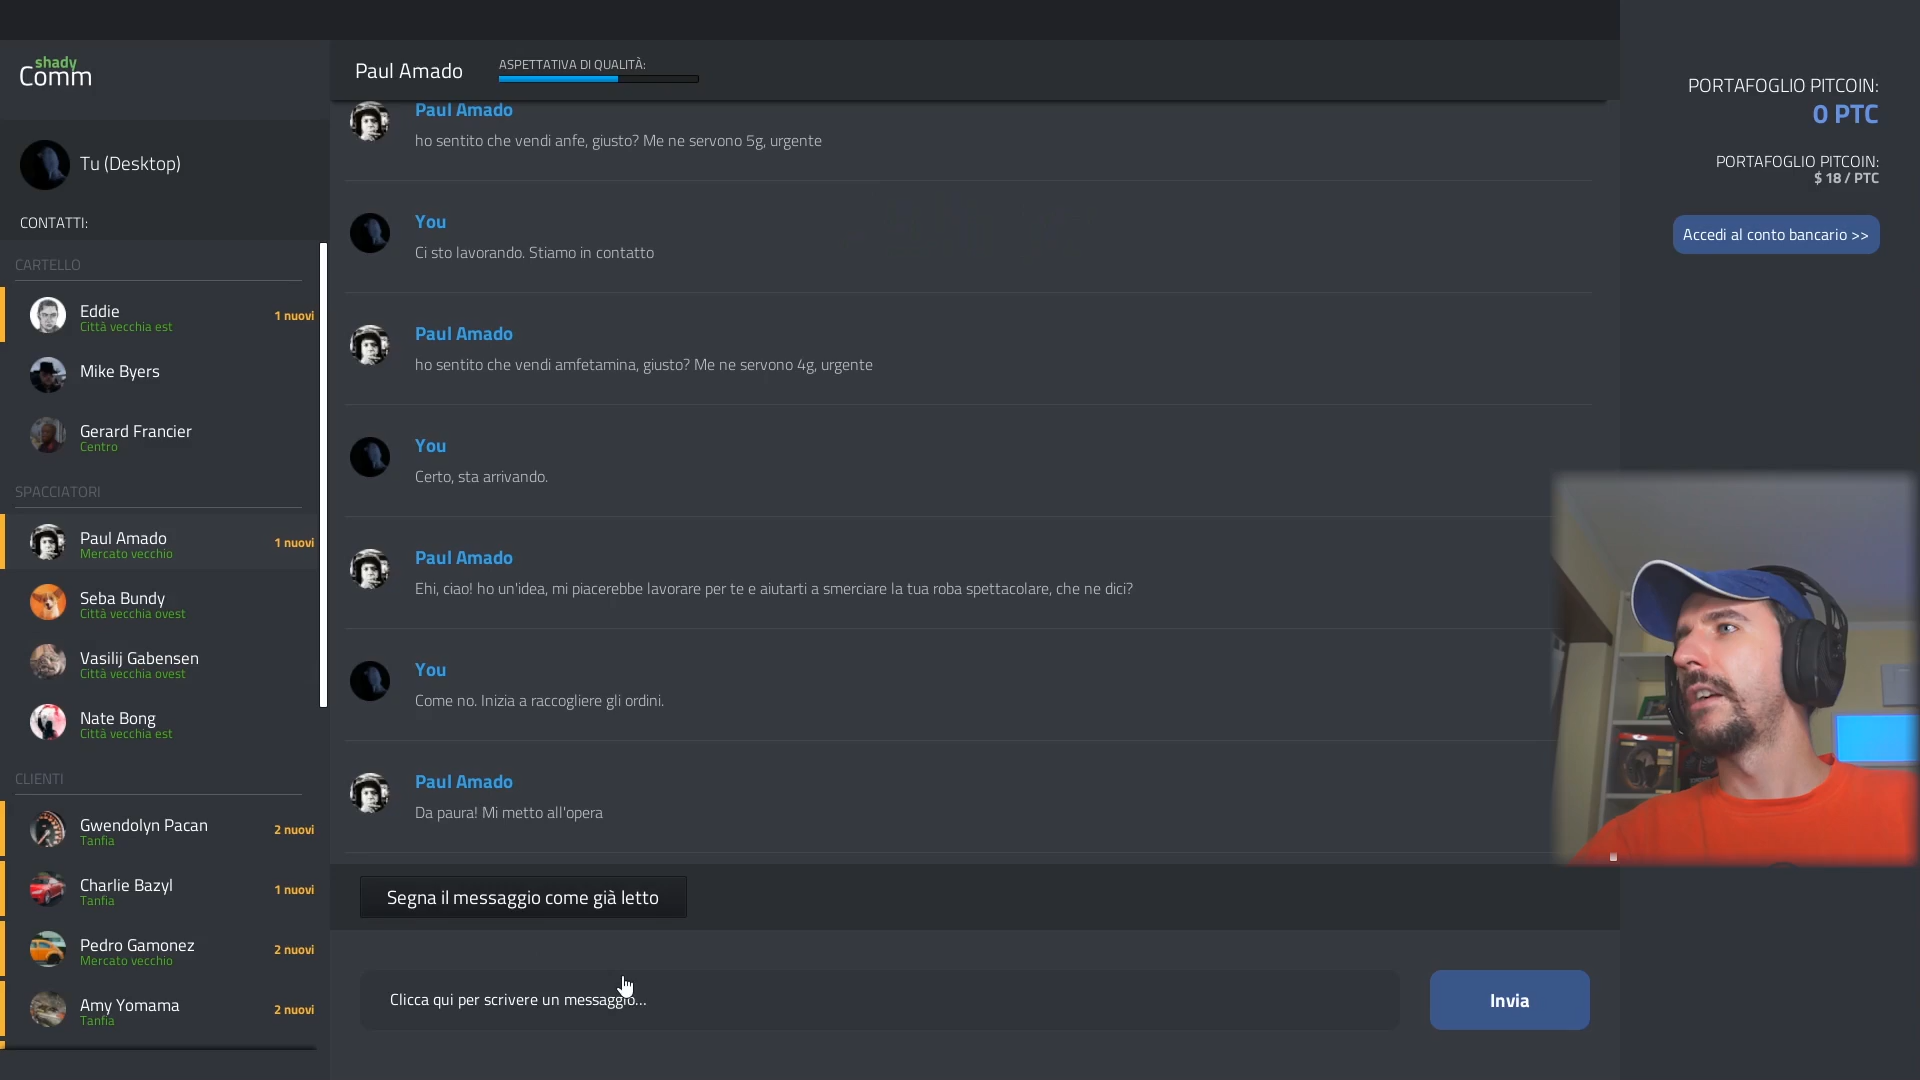 shady
Comm
Tu (Desktop)
CONTATTI:
CARTELLO
Eddie
1 nuovi
Città vecchia est
Mike Byers
Gerard Francier
Centro
SPACCIATORI
Paul Amado
1 nuovi
Mercato vecchio
Seba Bundy
Città vecchia ovest
Vasilij Gabensen
Città vecchia ovest
Nate Bong
Città vecchia est
CLIENTI
Gwendolyn Pacan
2 nuovi
Tanfia
Charlie Bazyl
1 nuovi
Tanfia
Pedro Gamonez
2 nuovi
Mercato vecchio
Amy Yomama
2 nuovi
Tanfia
Paul Amado
ASPETTATIVA DI QUALITÀ:
Paul Amado
ho sentito che vendi anfe, giusto? Me ne servono 5g, urgente
You
Ci sto lavorando. Stiamo in contatto
Paul Amado
ho sentito che vendi amfetamina, giusto? Me ne servono 4g, urgente
You
Certo, sta arrivando.
Paul Amado
Ehi, ciao! ho un'idea, mi piacerebbe lavorare per te e aiutarti a smerciare la tua roba spettacolare, che ne dici?
You
Come no. Inizia a raccogliere gli ordini.
Paul Amado
Da paura! Mi metto all'opera
Segna il messaggio come già letto
Clicca qui per scrivere un messaggio...
Invia
PORTAFOGLIO PITCOIN:
0 PTC
PORTAFOGLIO PITCOIN:
$ 18 / PTC
Accedi al conto bancario >>